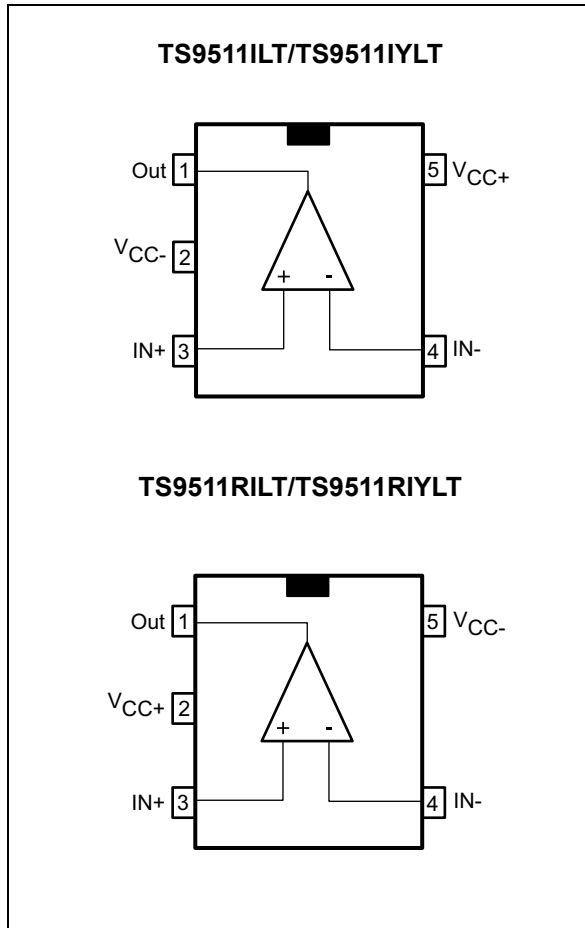 TS9511ILT/TS9511IYLT
Out 1 5 VCC+
VCC- 2
+ -
IN+ 3 4 IN-
TS9511RILT/TS9511RIYLT
Out 1 5 VCC-
VCC+ 2
+ -
IN+ 3 4 IN-